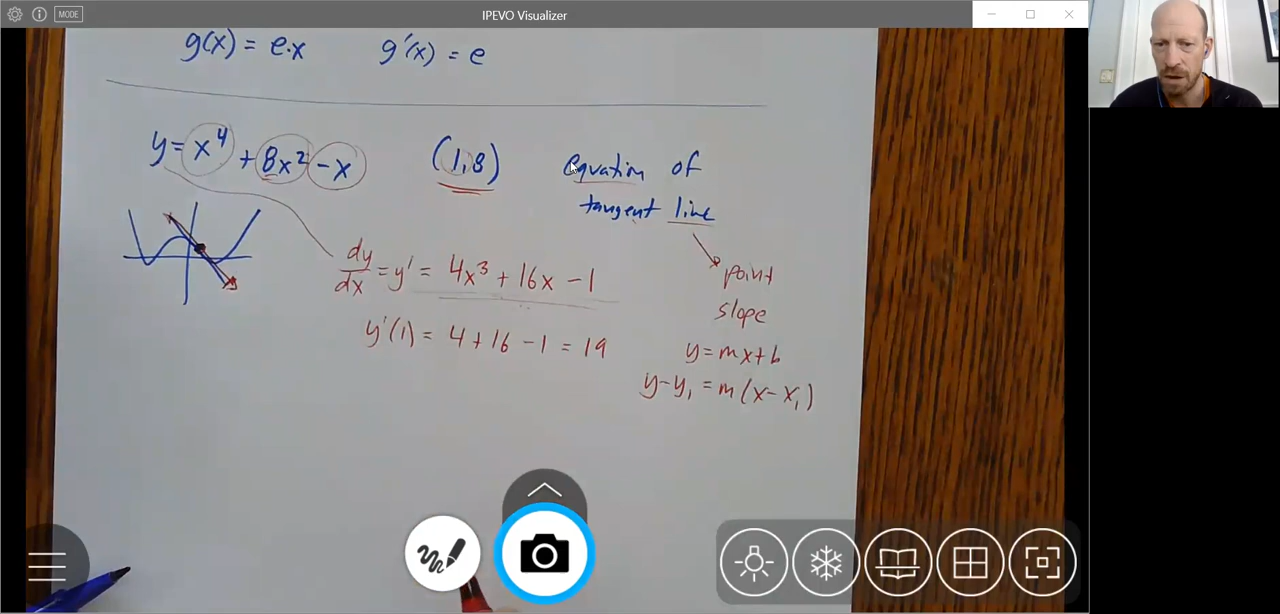 IPEVO Visualizer
MODE
g(x) = e·x g'(x) = e
y = x⁴ + 8x² - x (1,8) equation of
tangent line
dy/dx = y' = 4x³ + 16x - 1
y'(1) = 4 + 16 - 1 = 19
point
slope
y = mx + b
y - y₁ = m(x - x₁)